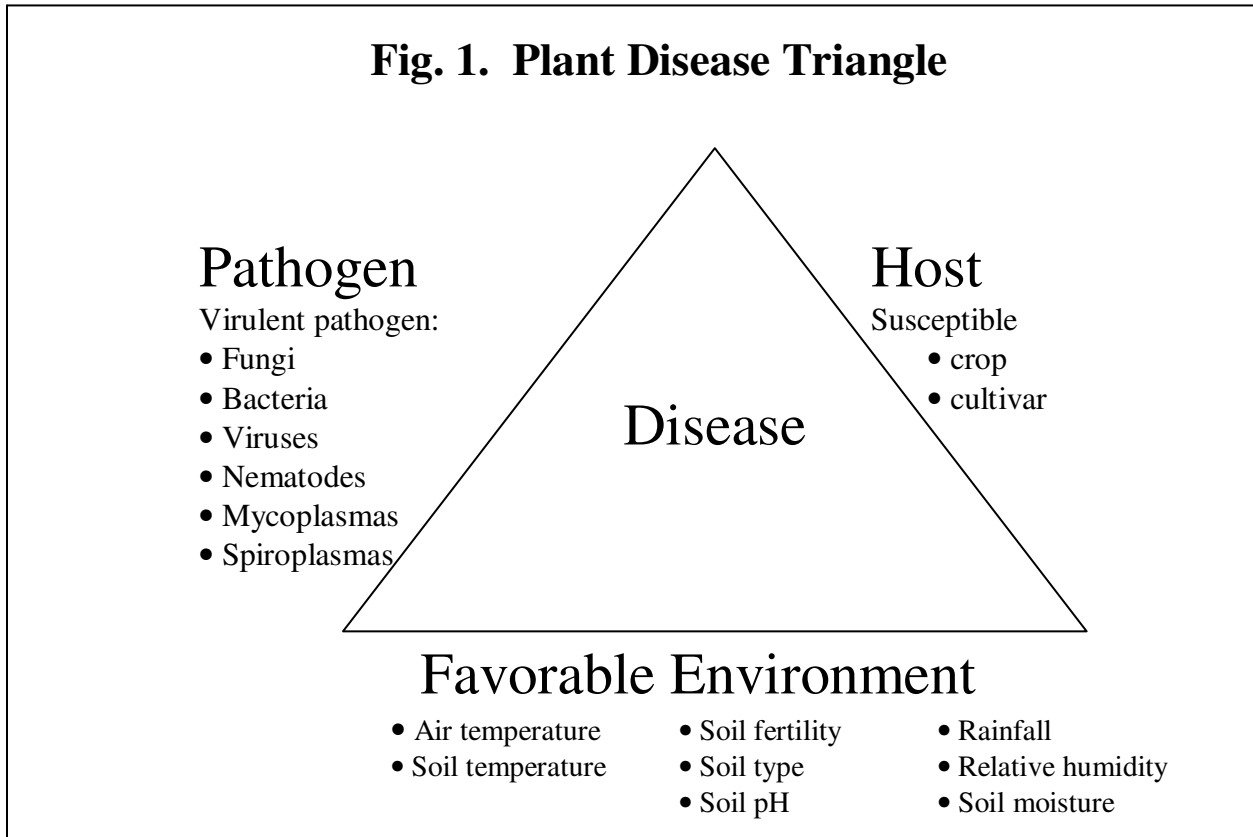 Fig. 1.  Plant Disease Triangle
Pathogen
Virulent pathogen:
• Fungi
• Bacteria
• Viruses
• Nematodes
• Mycoplasmas
• Spiroplasmas
Host
Susceptible
• crop
• cultivar
Disease
Favorable Environment
• Air temperature
• Soil temperature
• Soil fertility
• Soil type
• Soil pH
• Rainfall
• Relative humidity
• Soil moisture